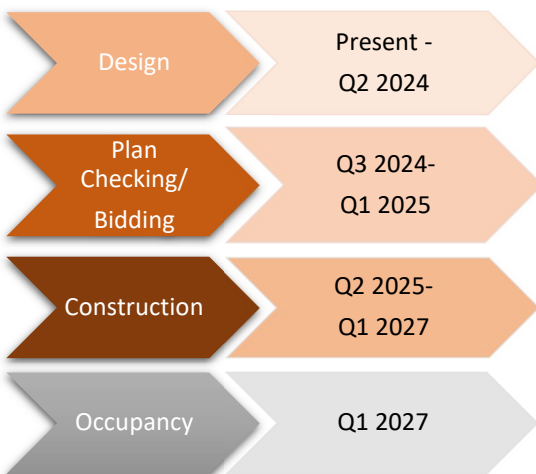 Design
Present -
Q2 2024
Plan
Checking/
Bidding
Q3 2024-
Q1 2025
Construction
Q2 2025-
Q1 2027
Occupancy
Q1 2027